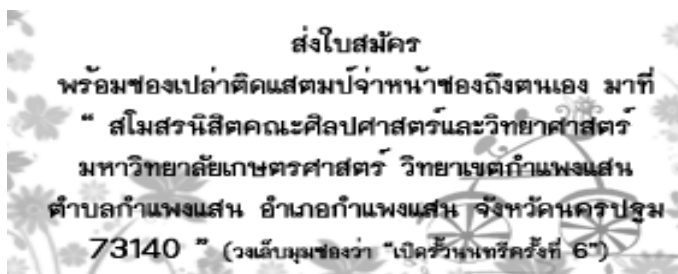 ส่งใบสมัคร
พร้อมซองเปล่าติดแสตมป์จ่าหน้าซองถึงตนเอง มาที่
“ สโมสรนิสิตคณะศิลปศาสตร์และวิทยาศาสตร์
มหาวิทยาลัยเกษตรศาสตร์ วิทยาเขตกำแพงแสน
ตำบลกำแพงแสน อำเภอกำแพงแสน จังหวัดนครปฐม
73140 ” (วงเล็บมุมซองว่า “เปิดรั้วนนทรีครั้งที่ 6”)